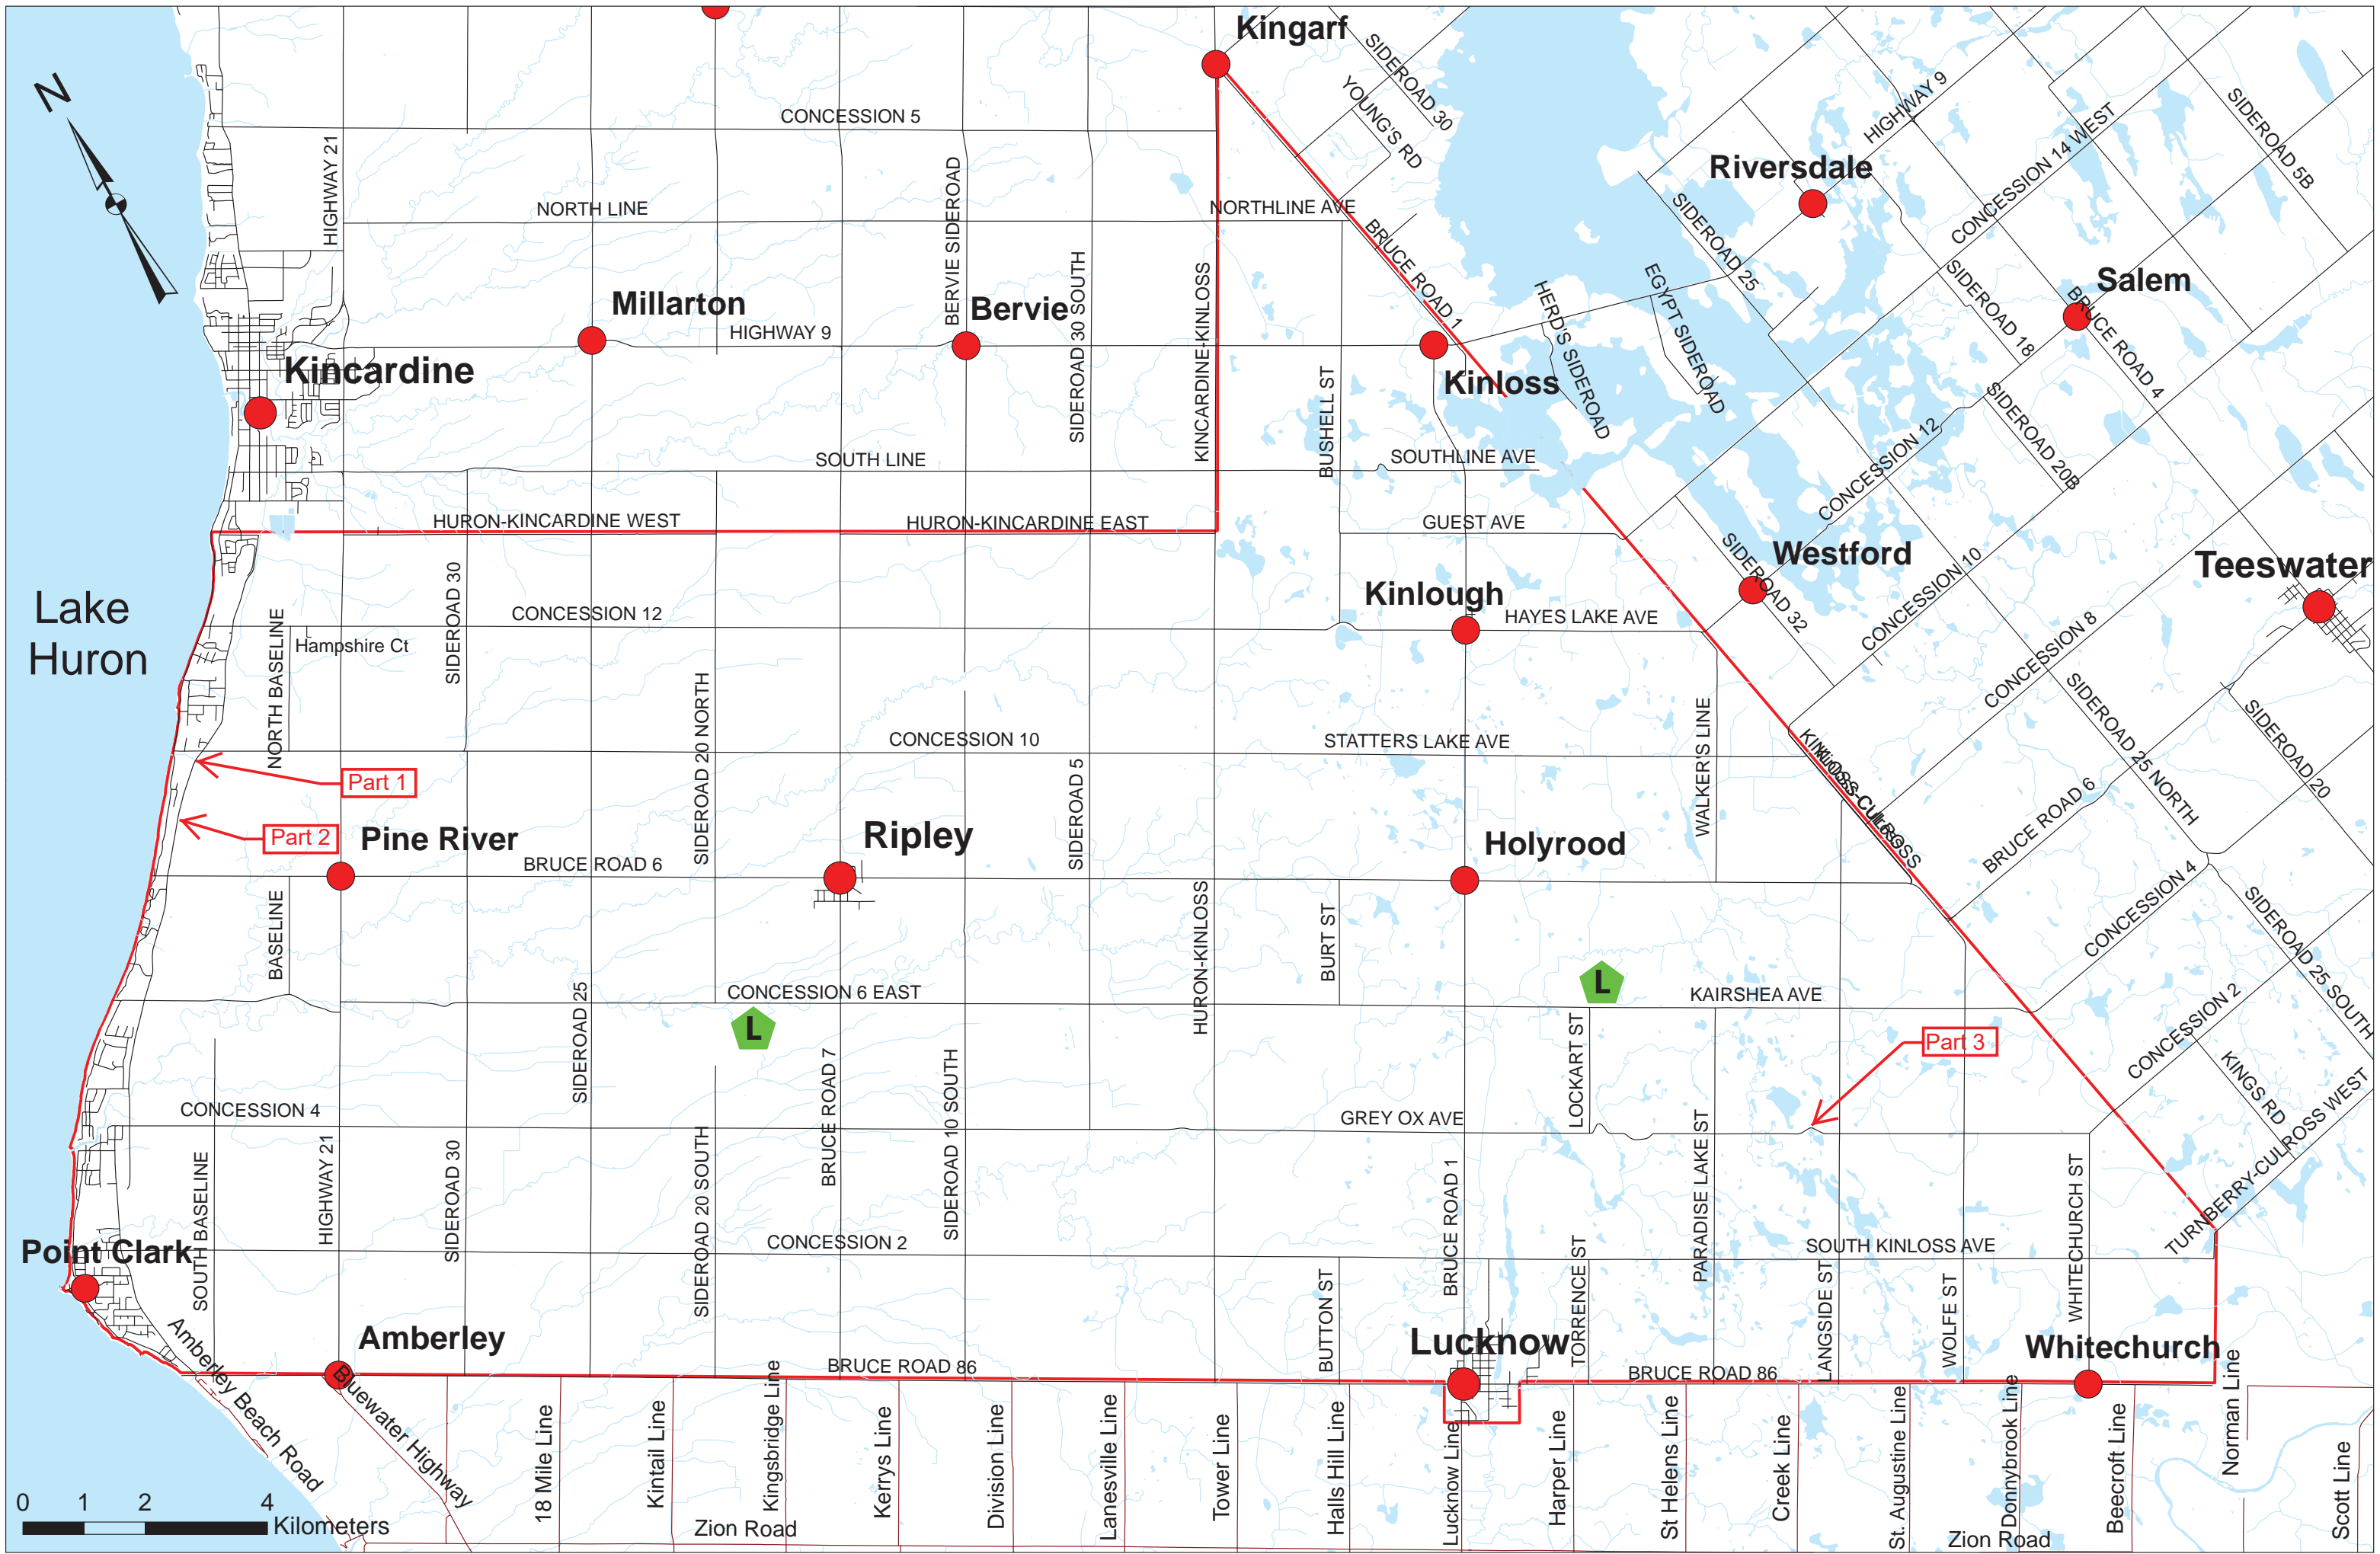 Kingarf
SIDEROAD 30
YOUNG'S RD
N
CONCESSION 5
HIGHWAY 21
HIGHWAY 9
CONCESSION 14 WEST
SIDEROAD 5B
Riversdale
NORTH LINE
BERVIE SIDEROAD
NORTHLINE AVE
BRUCE ROAD 1
SIDEROAD 25
SIDEROAD 18
Salem
BRUCE ROAD 4
Millarton
Bervie
SIDEROAD 30 SOUTH
KINCARDINE-KINLOSS
HERD'S SIDEROAD
EGYPT SIDEROAD
HIGHWAY 9
Kincardine
Kinloss
BUSHELL ST
SIDEROAD 20B
CONCESSION 12
SOUTH LINE
SOUTHLINE AVE
HURON-KINCARDINE WEST
HURON-KINCARDINE EAST
GUEST AVE
SIDEROAD 32
Westford
CONCESSION 10
Teeswater
Lake
Huron
NORTH BASELINE
SIDEROAD 30
CONCESSION 12
Hampshire Ct
Kinlough
HAYES LAKE AVE
CONCESSION 8
SIDEROAD 20 NORTH
CONCESSION 10
STATTERS LAKE AVE
WALKER'S LINE
KINLOSS-CULROSS
Kinloss-Culross
SIDEROAD 25 NORTH
SIDEROAD 20
Part 1
SIDEROAD 5
Part 2
Pine River
Ripley
Holyrood
BRUCE ROAD 6
BRUCE ROAD 6
BASELINE
HURON-KINLOSS
BURT ST
CONCESSION 4
SIDEROAD 25 SOUTH
SIDEROAD 25
CONCESSION 6 EAST
L
L
KAIRSHEA AVE
CONCESSION 2
BRUCE ROAD 7
SIDEROAD 10 SOUTH
LOCKART ST
Part 3
KINGS RD
CONCESSION 4
GREY OX AVE
PARADISE LAKE ST
TURNBERRY-CULROSS WEST
SOUTH BASELINE
HIGHWAY 21
SIDEROAD 30
SIDEROAD 20 SOUTH
BRUCE ROAD 1
WHITECHURCH ST
Point Clark
CONCESSION 2
SOUTH KINLOSS AVE
BUTTON ST
TORRENCE ST
LANGSIDE ST
WOLFE ST
Amberley
Lucknow
Whitechurch
BRUCE ROAD 86
BRUCE ROAD 86
Amberley Beach Road
Bluewater Highway
18 Mile Line
Kintail Line
Kingsbridge Line
Kerrys Line
Division Line
Lanesville Line
Tower Line
Halls Hill Line
Lucknow Line
Harper Line
St Helens Line
Creek Line
St. Augustine Line
Donnybrook Line
Beecroft Line
Norman Line
Scott Line
0 1 2 4
Kilometers
Zion Road
Zion Road